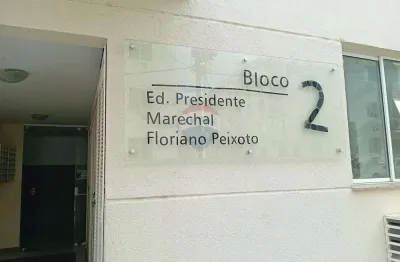 Bloco 2
Ed. Presidente
Marechal
Floriano Peixoto